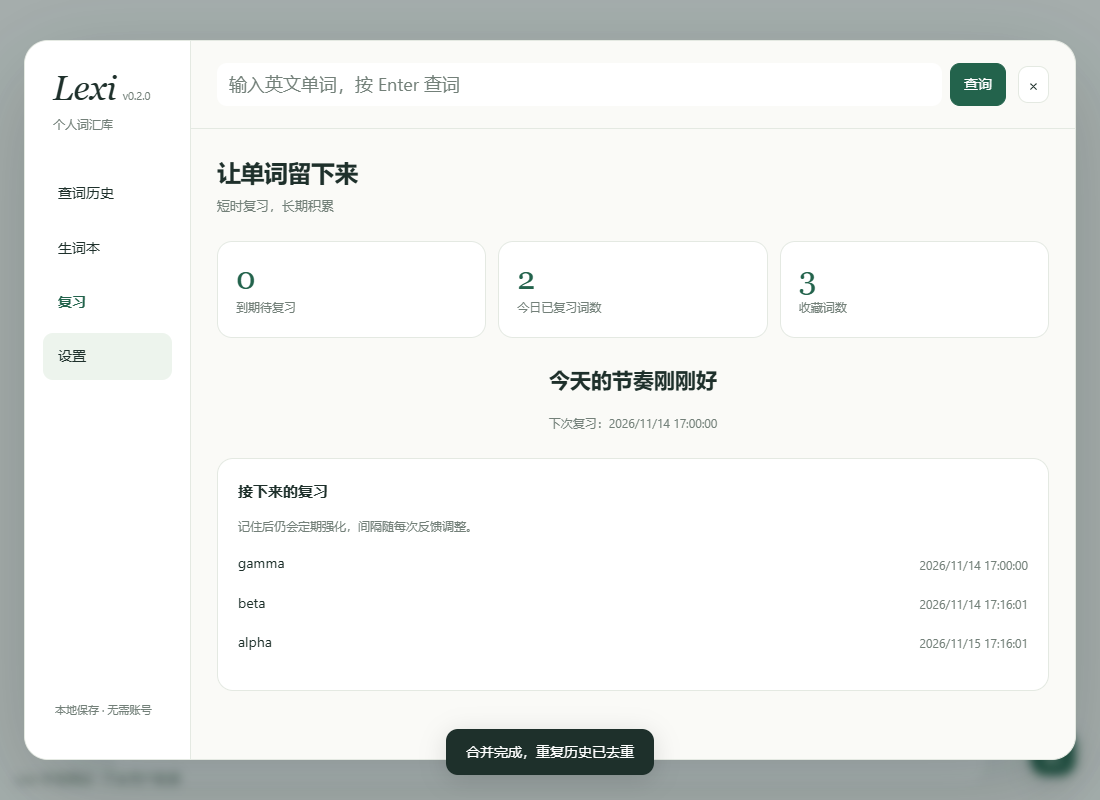 Lexi v0.2.0
个人词汇库
查词历史
生词本
复习
设置
本地保存 · 无需账号
输入英文单词，按 Enter 查词
查询
×
让单词留下来
短时复习，长期积累
0
到期待复习
2
今日已复习词数
3
收藏词数
今天的节奏刚刚好
下次复习：2026/11/14 17:00:00
接下来的复习
记住后仍会定期强化，间隔随每次反馈调整。
gamma 2026/11/14 17:00:00
beta 2026/11/14 17:16:01
alpha 2026/11/15 17:16:01
合并完成，重复历史已去重